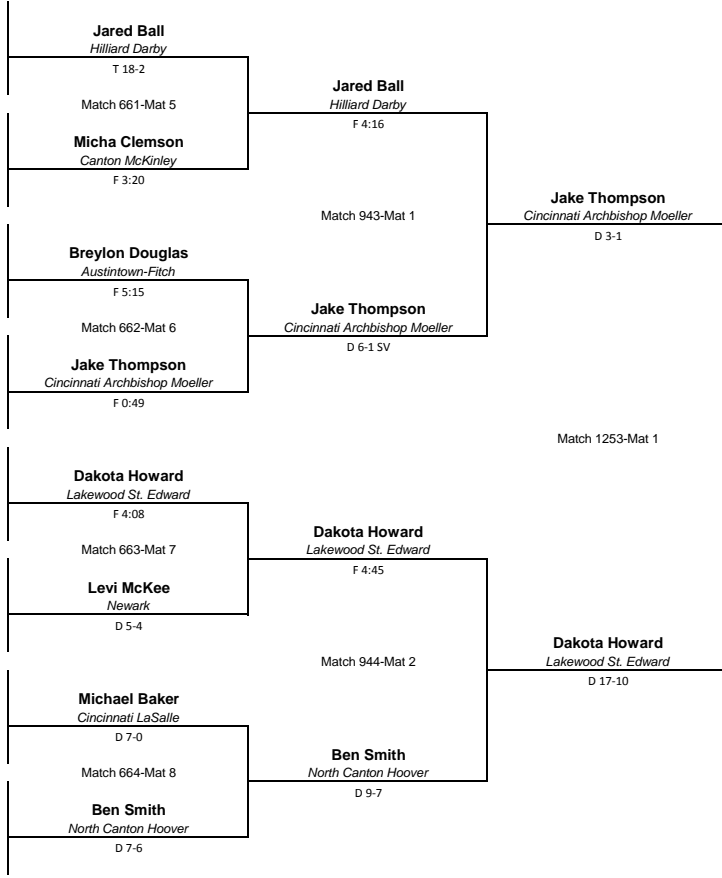 Jared Ball
Hilliard Darby
T 18-2
Match 661-Mat 5
Micha Clemson
Canton McKinley
F 3:20
Breylon Douglas
Austintown-Fitch
F 5:15
Match 662-Mat 6
Jake Thompson
Cincinnati Archbishop Moeller
F 0:49
Dakota Howard
Lakewood St. Edward
F 4:08
Match 663-Mat 7
Levi McKee
Newark
D 5-4
Michael Baker
Cincinnati LaSalle
D 7-0
Match 664-Mat 8
Ben Smith
North Canton Hoover
D 7-6
Jared Ball
Hilliard Darby
F 4:16
Match 943-Mat 1
Jake Thompson
Cincinnati Archbishop Moeller
D 6-1 SV
Dakota Howard
Lakewood St. Edward
F 4:45
Match 944-Mat 2
Ben Smith
North Canton Hoover
D 9-7
Jake Thompson
Cincinnati Archbishop Moeller
D 3-1
Match 1253-Mat 1
Dakota Howard
Lakewood St. Edward
D 17-10